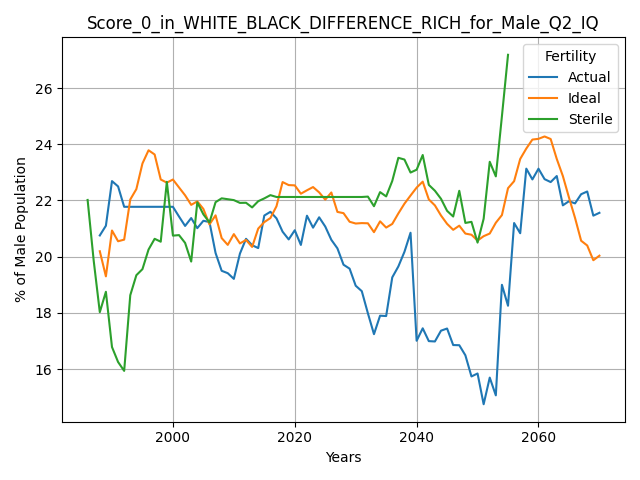 Score_0_in_WHITE_BLACK_DIFFERENCE_RICH_for_Male_Q2_IQ
Fertility
Actual
Ideal
Sterile
% of Male Population
26
24
22
20
18
16
2000 2020 2040 2060
Years